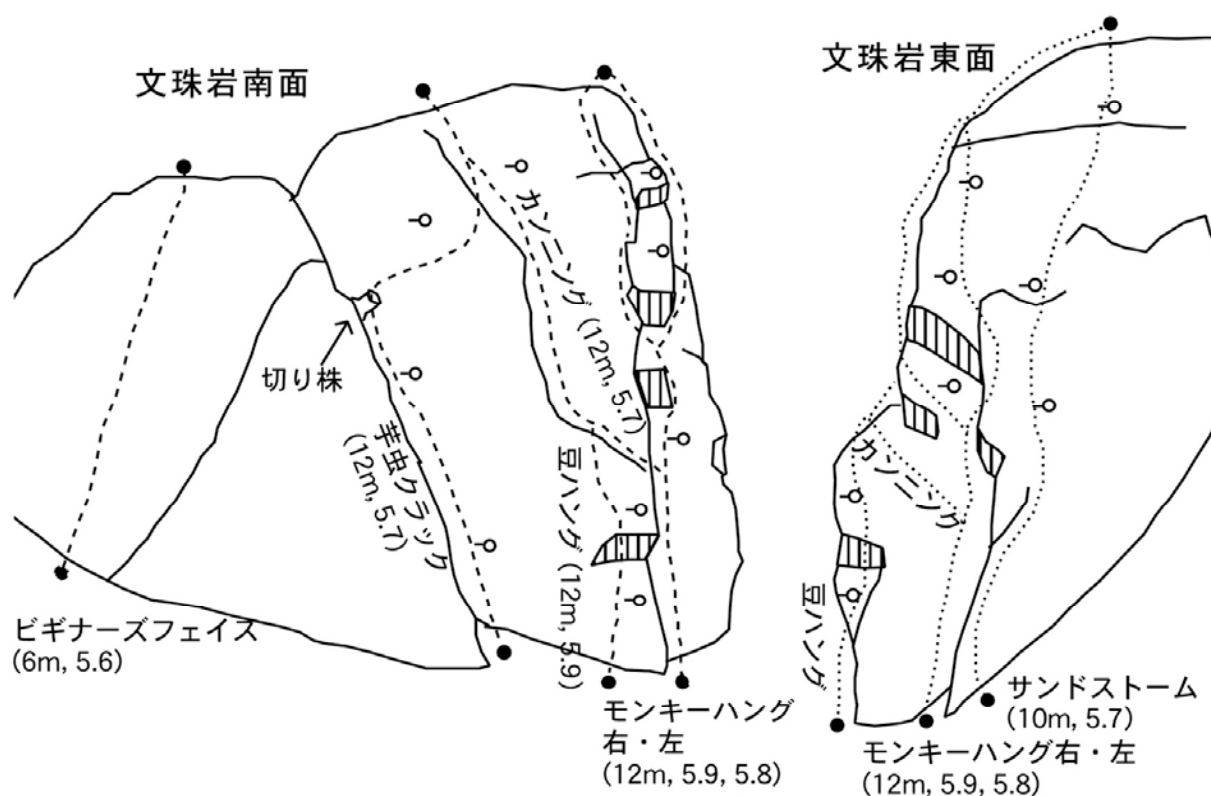 文珠岩南面
文珠岩東面
カンニング (12m, 5.7)
切り株
芋虫クラック
(12m, 5.7)
豆ハング (12m, 5.9)
カンニング
豆ハング
ビギナーズフェイス
(6m, 5.6)
モンキーハング
右・左
(12m, 5.9, 5.8)
サンドストーム
(10m, 5.7)
モンキーハング右・左
(12m, 5.9, 5.8)